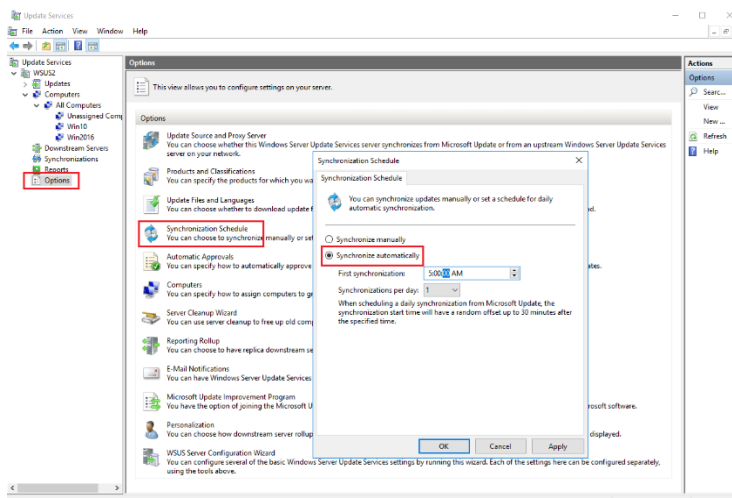 Update Services
File Action View Window Help
Update Services
WSUS2
Updates
Computers
All Computers
Unassigned Comp
Win10
Win2016
Downstream Servers
Synchronizations
Reports
Options
Options
This view allows you to configure settings on your server.
Options
Update Source and Proxy Server
You can choose whether this Windows Server Update Services server synchronizes from Microsoft Update or from an upstream Windows Server Update Services
server on your network.
Products and Classifications
You can specify the products for which you wa
Update Files and Languages
You can choose whether to download update f
Synchronization Schedule
You can choose to synchronize manually or set
Automatic Approvals
You can specify how to automatically approve
ates.
Computers
You can specify how to assign computers to gr
Server Cleanup Wizard
You can use server cleanup to free up old comp
Reporting Rollup
You can choose to have replica downstream se
E-Mail Notifications
You can have Windows Server Update Services
Microsoft Update Improvement Program
You have the option of joining the Microsoft U
rosoft software.
Personalization
You can choose how downstream server rollup
displayed.
WSUS Server Configuration Wizard
You can configure several of the basic Windows Server Update Services settings by running this wizard. Each of the settings here can be configured separately,
using the tools above.
Synchronization Schedule
Synchronization Schedule
You can synchronize updates manually or set a schedule for daily
automatic synchronization.
Synchronize manually
Synchronize automatically
First synchronization: 5:00:00 AM
Synchronizations per day: 1
When scheduling a daily synchronization from Microsoft Update, the
synchronization start time will have a random offset up to 30 minutes after
the specified time.
OK Cancel Apply
Actions
Options
Searc...
View
New ...
Refresh
Help